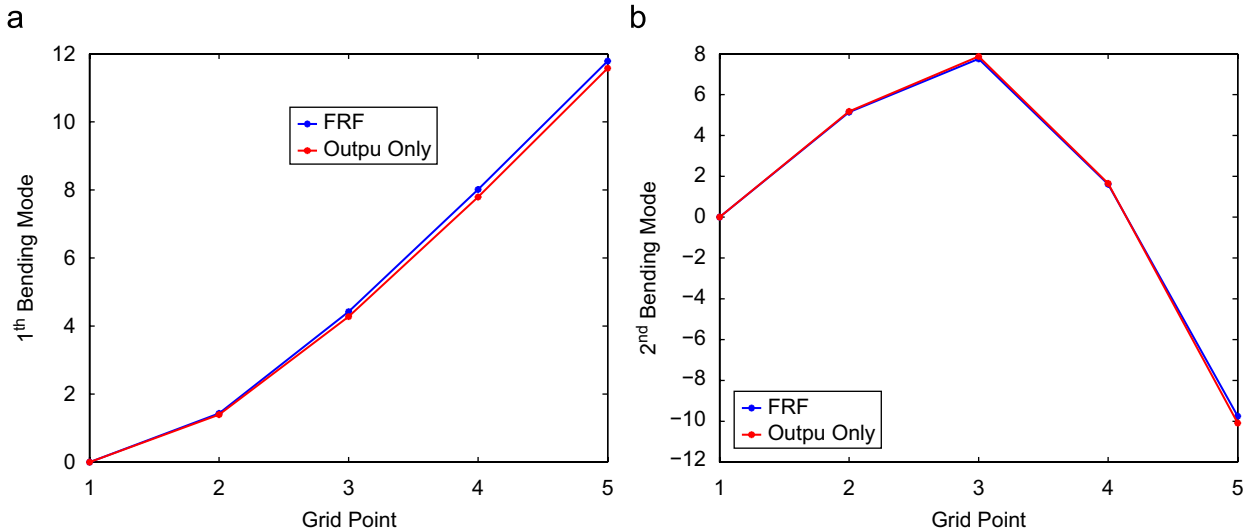 a
12
10
8
6
4
2
0
1th Bending Mode
FRF
Outpu Only
1 2 3 4 5
Grid Point
b
8
6
4
2
0
−2
−4
−6
−8
−10
−12
2nd Bending Mode
FRF
Outpu Only
1 2 3 4 5
Grid Point